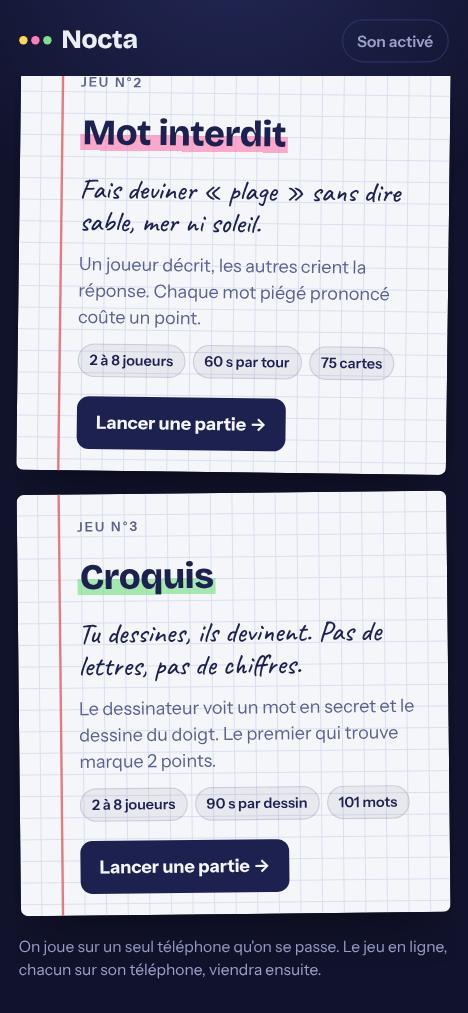 Nocta
Son activé
JEU N°2
Mot interdit
Fais deviner « plage » sans dire
sable, mer ni soleil.
Un joueur décrit, les autres crient la
réponse. Chaque mot piégé prononcé
coûte un point.
2 à 8 joueurs
60 s par tour
75 cartes
Lancer une partie →
JEU N°3
Croquis
Tu dessines, ils devinent. Pas de
lettres, pas de chiffres.
Le dessinateur voit un mot en secret et le
dessine du doigt. Le premier qui trouve
marque 2 points.
2 à 8 joueurs
90 s par dessin
101 mots
Lancer une partie →
On joue sur un seul téléphone qu'on se passe. Le jeu en ligne,
chacun sur son téléphone, viendra ensuite.